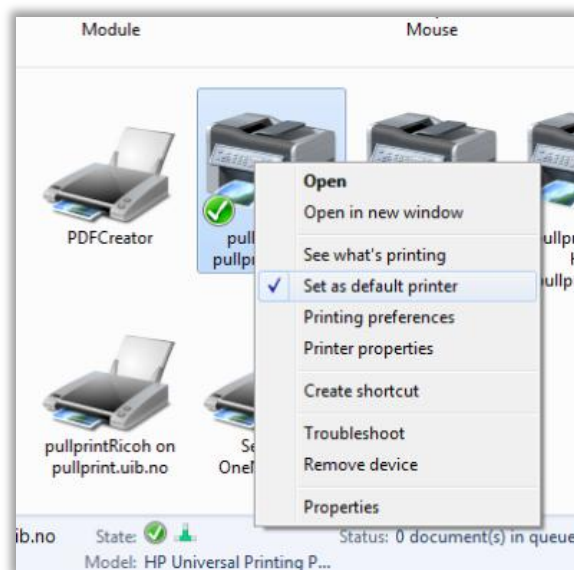 Module
Mouse
PDFCreator
Open
Open in new window
See what's printing
Set as default printer
Printing preferences
Printer properties
Create shortcut
Troubleshoot
Remove device
Properties
pullprintRicoh on
pullprint.uib.no
ib.no State: Status: 0 document(s) in queue
Model: HP Universal Printing P...